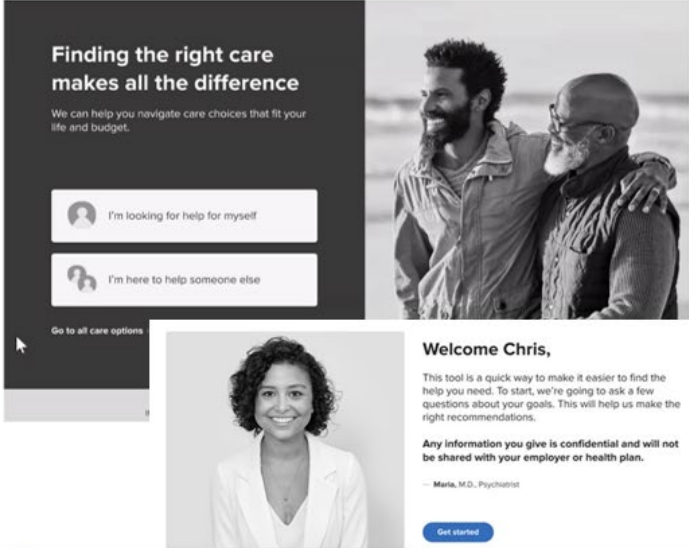 Finding the right care
makes all the difference
We can help you navigate care choices that fit your
life and budget.
I'm looking for help for myself
I'm here to help someone else
Go to all care options
Welcome Chris,
This tool is a quick way to make it easier to find the
help you need. To start, we're going to ask a few
questions about your goals. This will help us make the
right recommendations.
Any information you give is confidential and will not
be shared with your employer or health plan.
— Maria, M.D., Psychiatrist
Get started